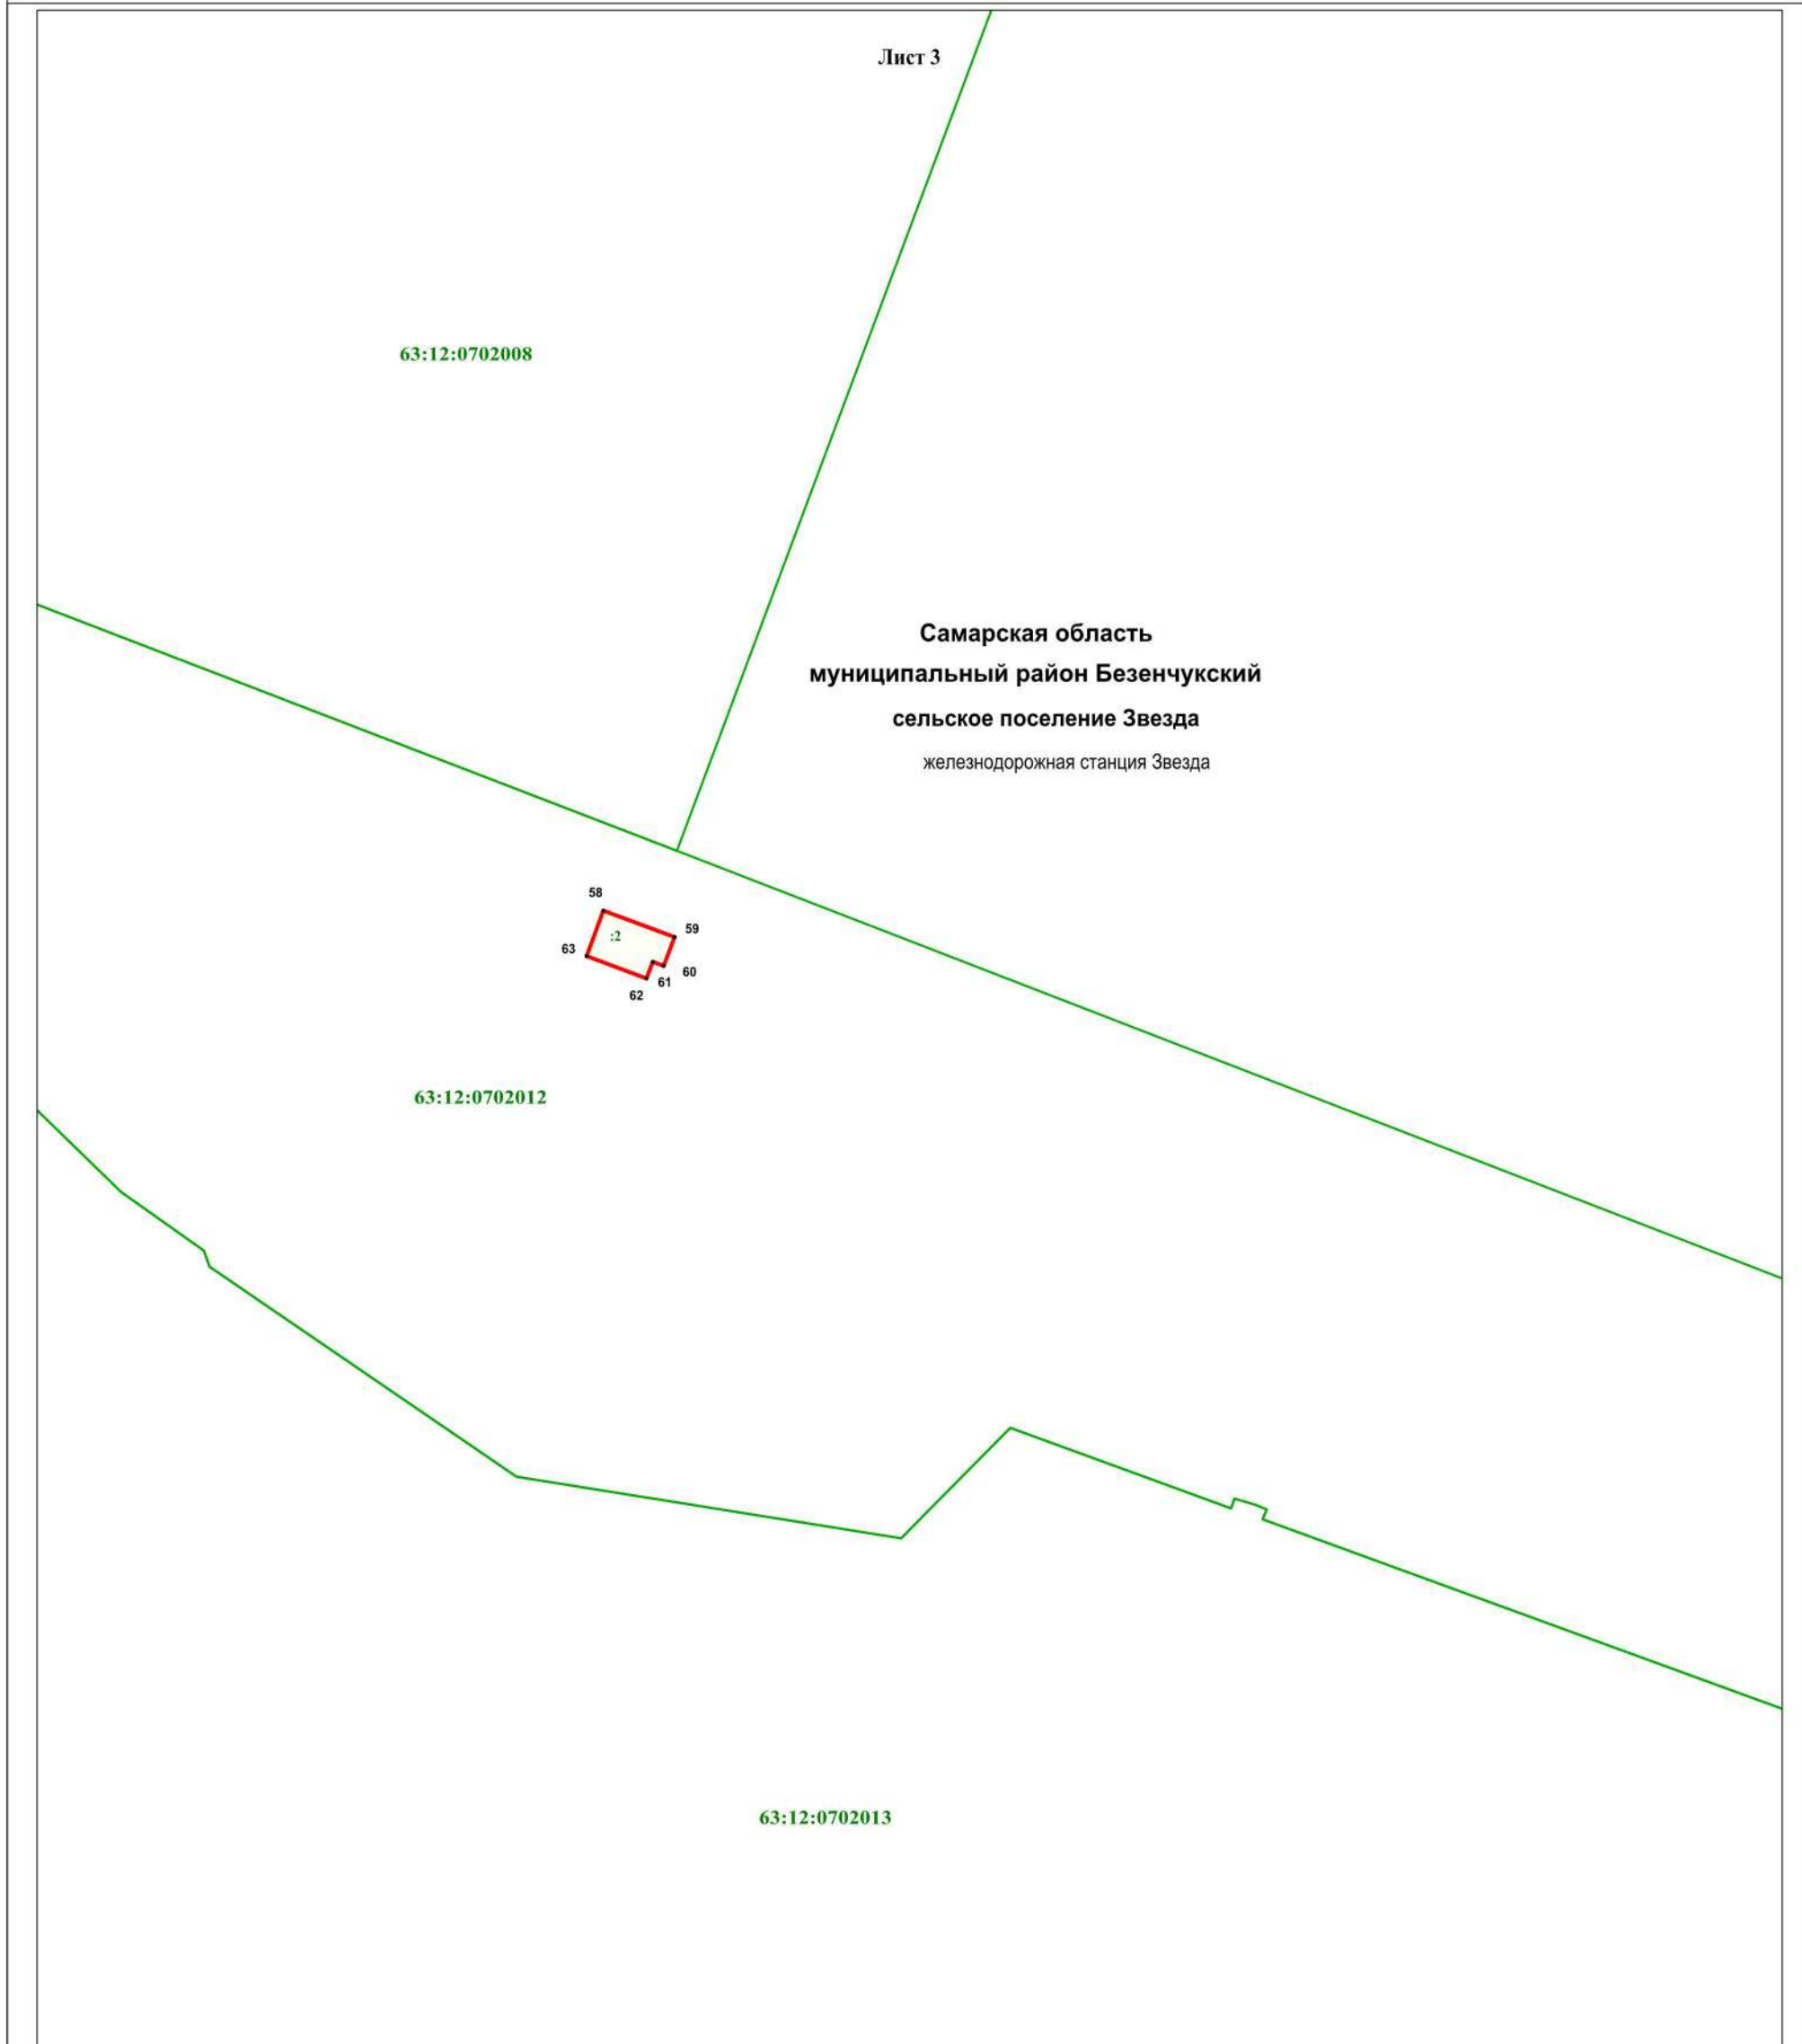 Лист 3
63:12:0702008
Самарская область
муниципальный район Безенчукский
сельское поселение Звезда
железнодорожная станция Звезда
58
59
:2
63
60
61
62
63:12:0702012
63:12:0702013